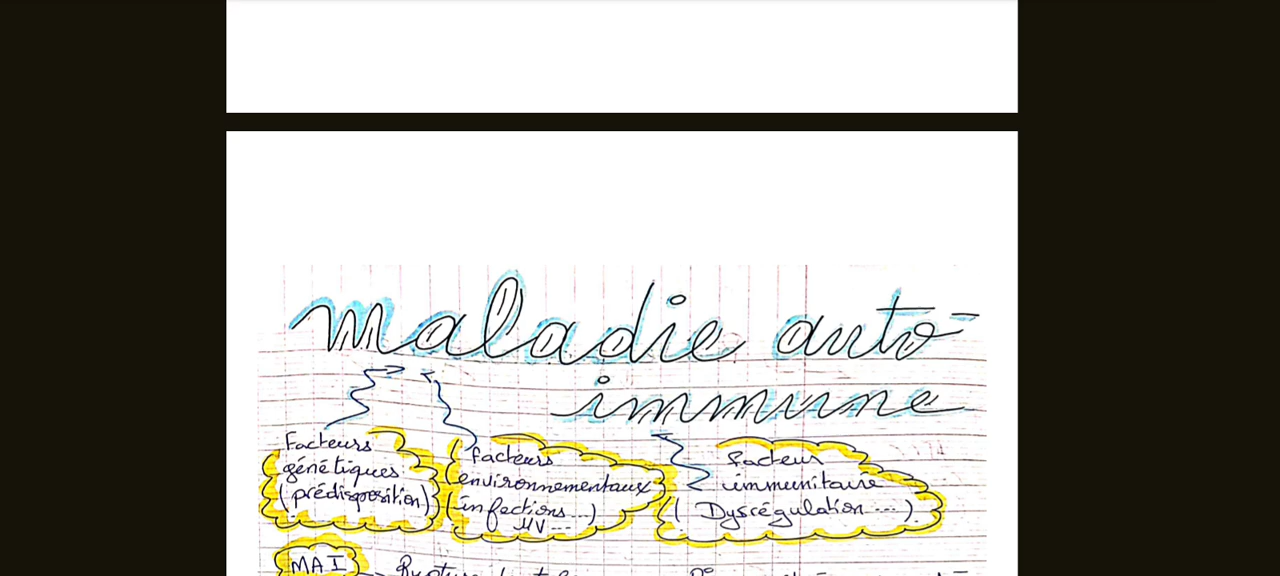 Maladie auto-
immune
Facteurs
génétiques
(prédisposition)
Facteurs
environnementaux
(infections...)
UV ---
Facteur
immunitaire
( Dysrégulation ... )
MAI